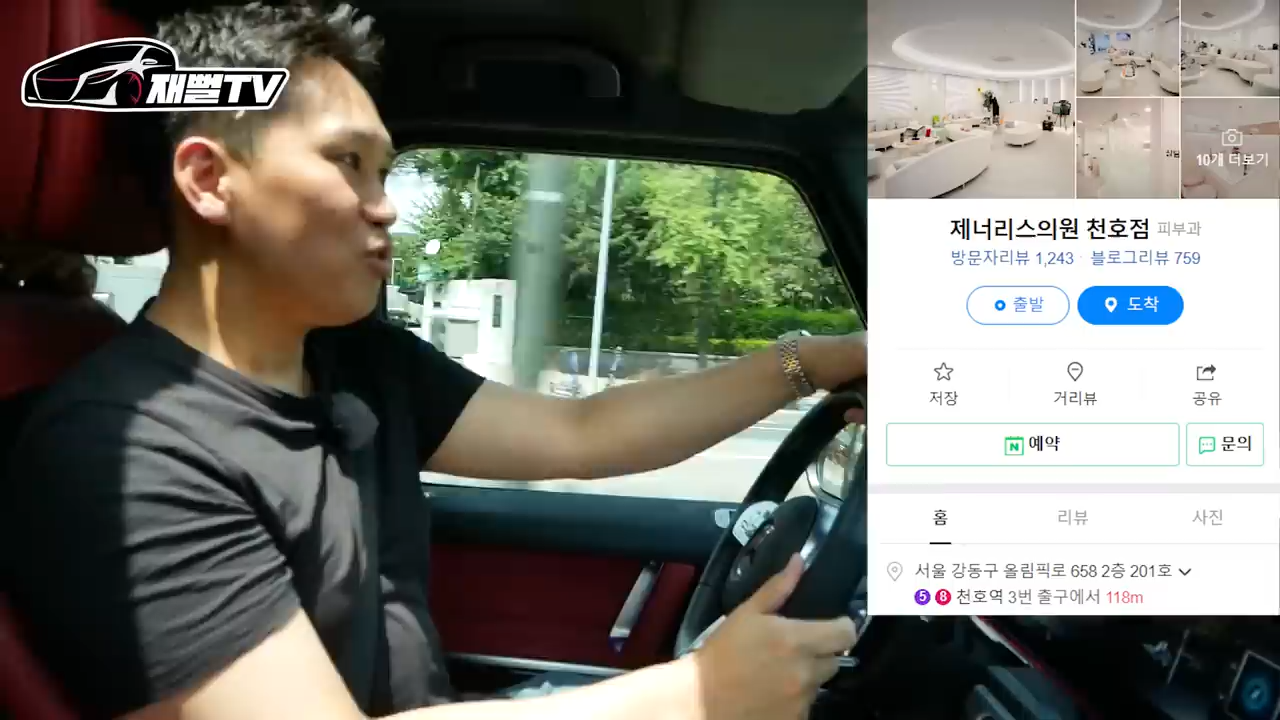 재뻘TV
10개 더보기
제너리스의원 천호점 피부과
방문자리뷰 1,243 · 블로그리뷰 759
출발
도착
저장
거리뷰
공유
N 예약
문의
홈
리뷰
사진
서울 강동구 올림픽로 658 2층 201호
5 8 천호역 3번 출구에서 118m